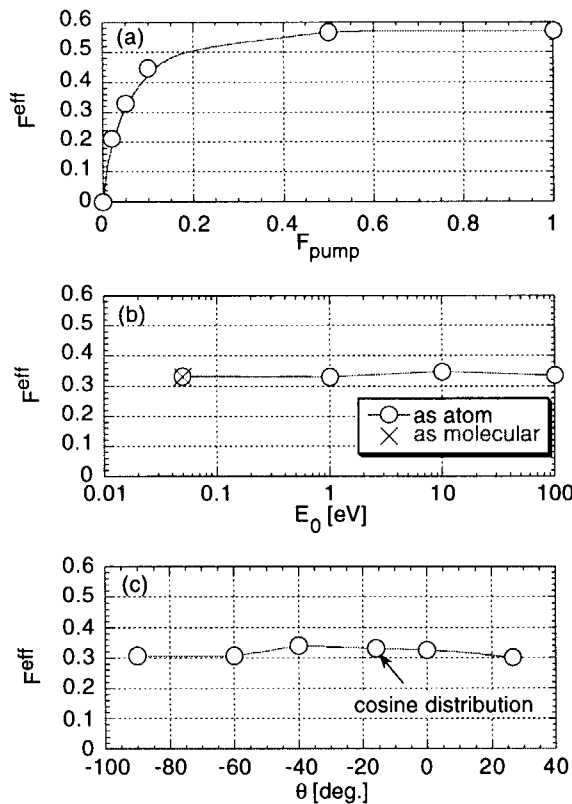 (a)
F^eff
0.6
0.5
0.4
0.3
0.2
0.1
0
0 0.2 0.4 0.6 0.8 1
F_pump
(b)
F^eff
0.6
0.5
0.4
0.3
0.2
0.1
0
as atom
as molecular
0.01 0.1 1 10 100
E_0 [eV]
(c)
F^eff
0.6
0.5
0.4
0.3
0.2
0.1
0
cosine distribution
-100 -80 -60 -40 -20 0 20 40
θ [deg.]